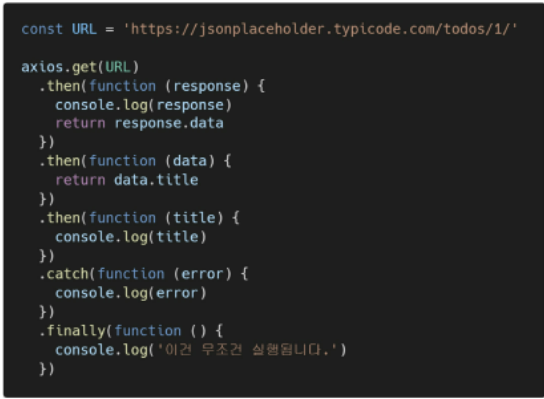 const URL = 'https://jsonplaceholder.typicode.com/todos/1/'
axios.get(URL)
  .then(function (response) {
    console.log(response)
    return response.data
  })
  .then(function (data) {
    return data.title
  })
  .then(function (title) {
    console.log(title)
  })
  .catch(function (error) {
    console.log(error)
  })
  .finally(function () {
    console.log('이건 무조건 실행됩니다.')
  })